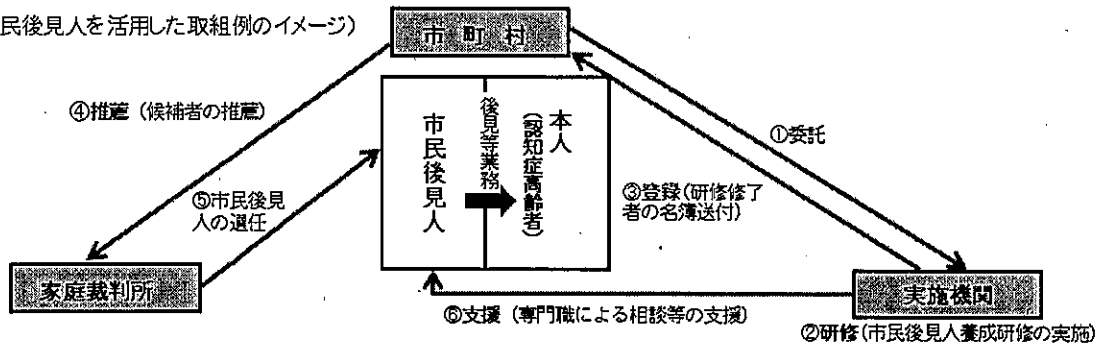 民後見人を活用した取組例のイメージ)
市町村
④推薦(候補者の推薦)
①委託
市民後見人
後見等業務
本人
(認知症高齢者)
③登録(研修修了
者の名簿送付)
⑤市民後見
人の選任
家庭裁判所
実施機関
⑥支援(専門職による相談等の支援)
②研修(市民後見人養成研修の実施)